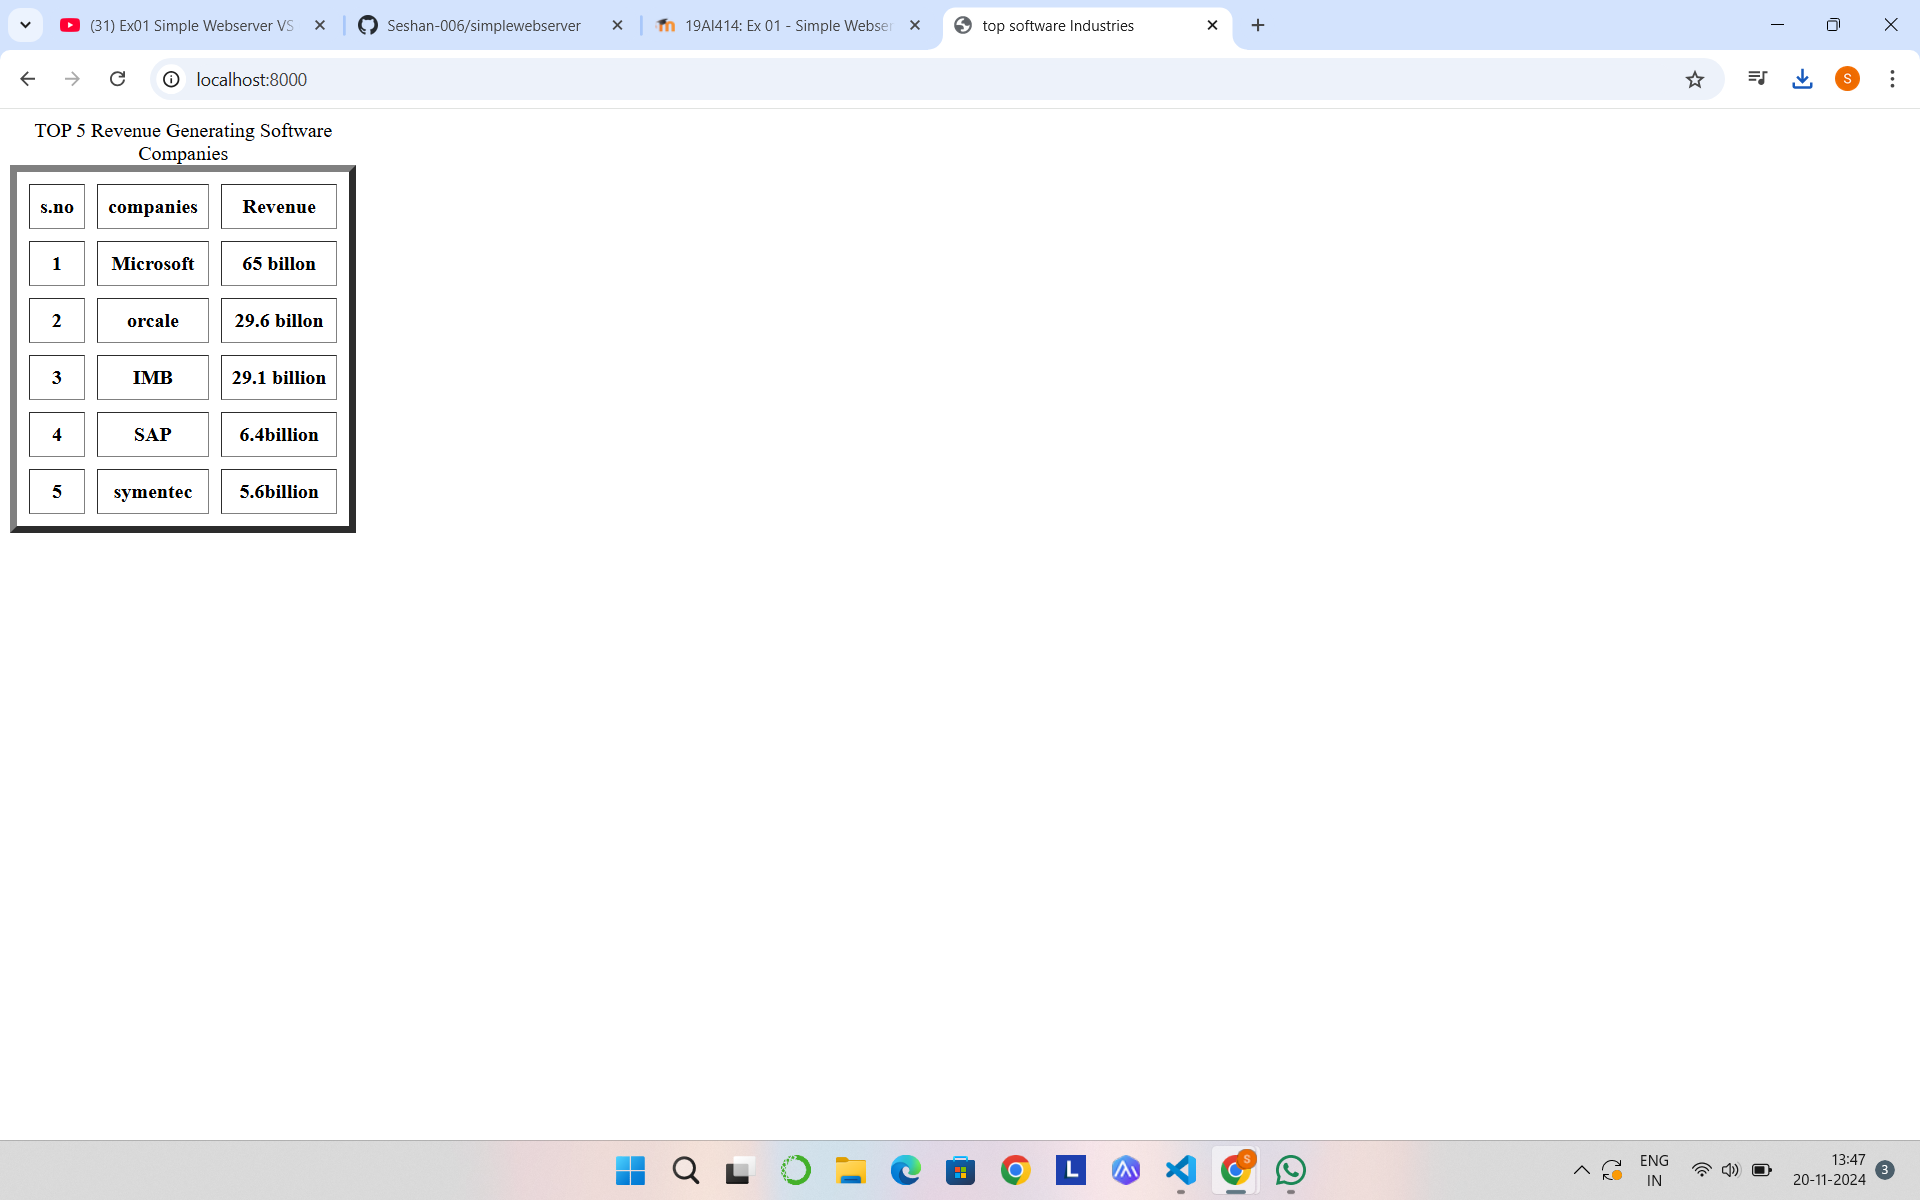 (31) Ex01 Simple Webserver VS
Seshan-006/simplewebserver
19AI414: Ex 01 - Simple Webser
top software Industries
localhost:8000
S
TOP 5 Revenue Generating Software
Companies
s.no companies Revenue
1 Microsoft 65 billon
2 orcale 29.6 billon
3 IMB 29.1 billion
4 SAP 6.4billion
5 symentec 5.6billion
L
S
ENG
IN
13:47
20-11-2024
3